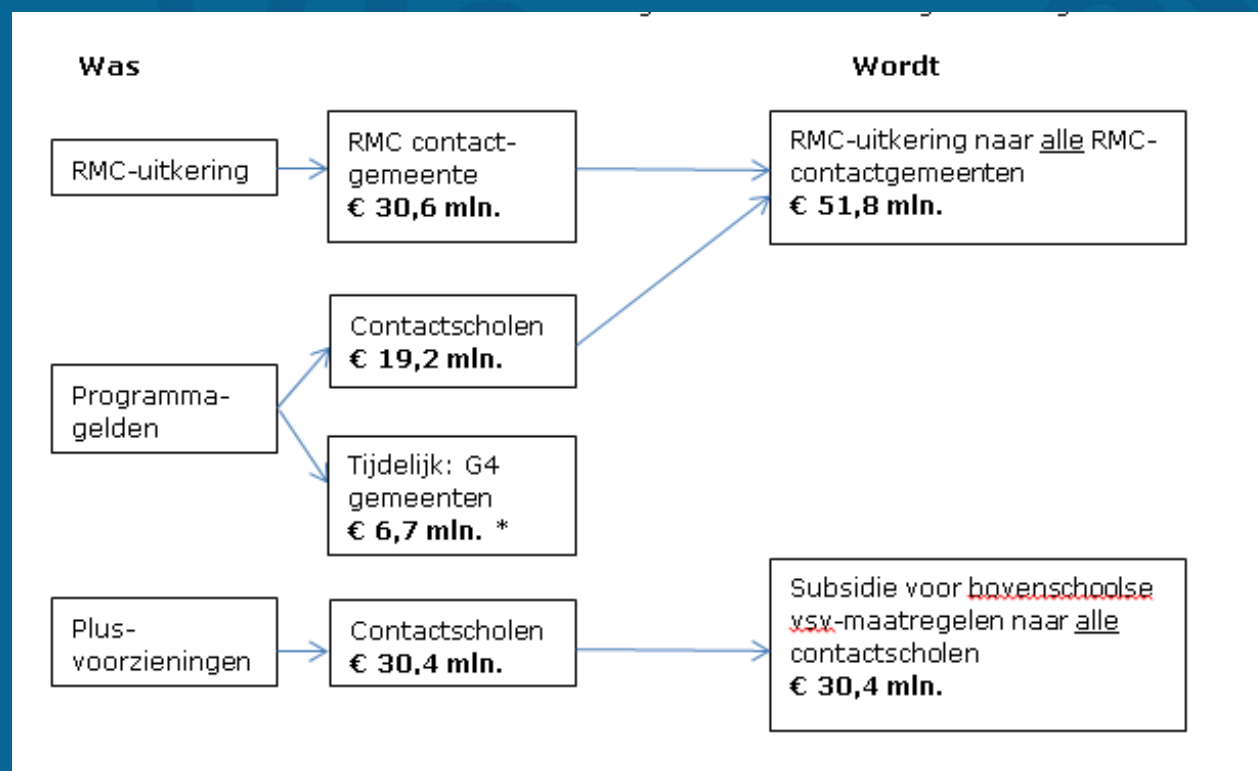 Was
Wordt
RMC-uitkering
RMC contact-
gemeente
€ 30,6 mln.
RMC-uitkering naar alle RMC-
contactgemeenten
€ 51,8 mln.
Programma-
gelden
Contactscholen
€ 19,2 mln.
Tijdelijk: G4
gemeenten
€ 6,7 mln. *
Plus-
voorzieningen
Contactscholen
€ 30,4 mln.
Subsidie voor bovenschoolse
vsv-maatregelen naar alle
contactscholen
€ 30,4 mln.